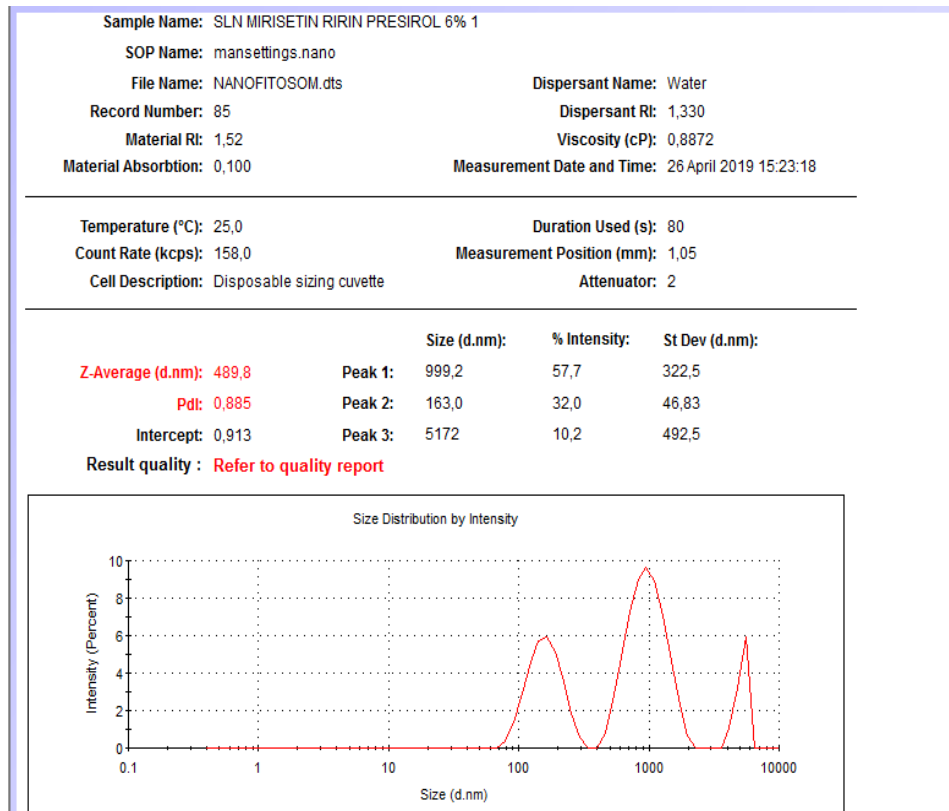 Sample Name: SLN MIRISETIN RIRIN PRESIROL 6% 1
SOP Name: mansettings.nano
File Name: NANOFITOSOM.dts Dispersant Name: Water
Record Number: 85 Dispersant RI: 1,330
Material RI: 1,52 Viscosity (cP): 0,8872
Material Absorbtion: 0,100 Measurement Date and Time: 26 April 2019 15:23:18
Temperature (°C): 25,0 Duration Used (s): 80
Count Rate (kcps): 158,0 Measurement Position (mm): 1,05
Cell Description: Disposable sizing cuvette Attenuator: 2
Size (d.nm): % Intensity: St Dev (d.nm):
Z-Average (d.nm): 489,8 Peak 1: 999,2 57,7 322,5
PdI: 0,885 Peak 2: 163,0 32,0 46,83
Intercept: 0,913 Peak 3: 5172 10,2 492,5
Result quality : Refer to quality report
Size Distribution by Intensity
Intensity (Percent)
10
8
6
4
2
0
0.1 1 10 100 1000 10000
Size (d.nm)